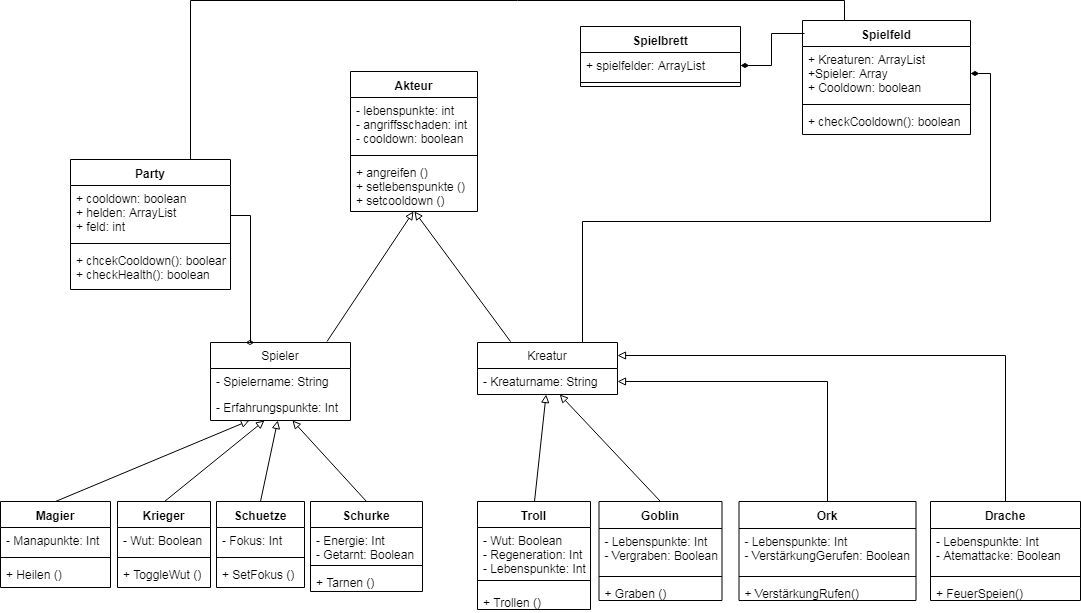 Spielbrett
+ spielfelder: ArrayList
Spielfeld
+ Kreaturen: ArrayList
+Spieler: Array
+ Cooldown: boolean
+ checkCooldown(): boolean
Akteur
- lebenspunkte: int
- angriffsschaden: int
- cooldown: boolean
+ angreifen ()
+ setlebenspunkte ()
+ setcooldown ()
Party
+ cooldown: boolean
+ helden: ArrayList
+ feld: int
+ chcekCooldown(): boolear
+ checkHealth(): boolean
Spieler
- Spielername: String
- Erfahrungspunkte: Int
Kreatur
- Kreaturname: String
Magier
- Manapunkte: Int
+ Heilen ()
Krieger
- Wut: Boolean
+ ToggleWut ()
Schuetze
- Fokus: Int
+ SetFokus ()
Schurke
- Energie: Int
- Getarnt: Boolean
+ Tarnen ()
Troll
- Wut: Boolean
- Regeneration: Int
- Lebenspunkte: Int
+ Trollen ()
Goblin
- Lebenspunkte: Int
- Vergraben: Boolean
+ Graben ()
Ork
- Lebenspunkte: Int
- VerstärkungGerufen: Boolean
+ VerstärkungRufen()
Drache
- Lebenspunkte: Int
- Atemattacke: Boolean
+ FeuerSpeien()